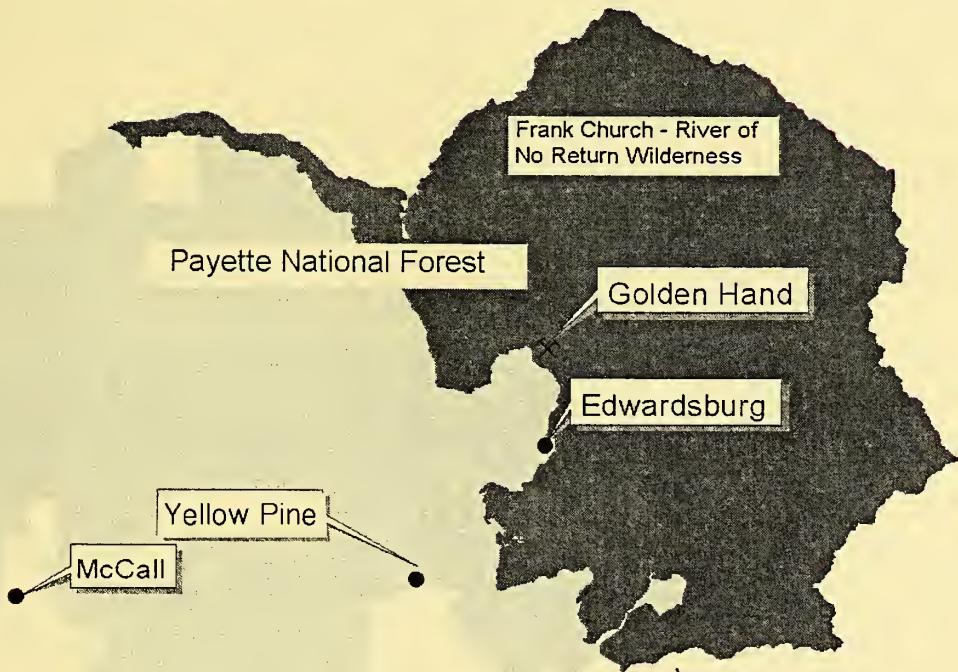 Frank Church - River of
No Return Wilderness
Payette National Forest
Golden Hand
Edwardsburg
Yellow Pine
McCall